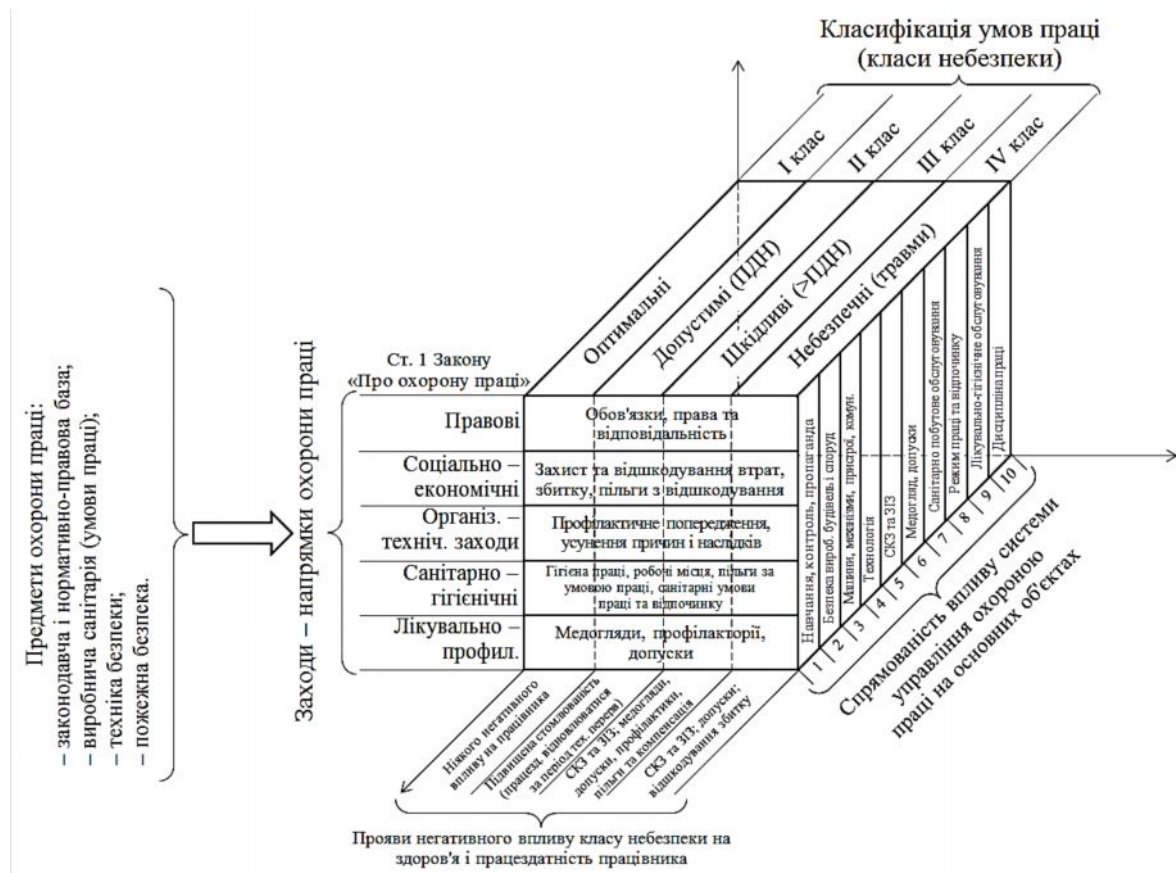 Класифікація умов праці
(класи небезпеки)
I клас
II клас
III клас
IV клас
Оптимальні
Допустимі (ПДН)
Шкідливі (>ПДН)
Небезпечні (травми)
Предмети охорони праці:
– законодавча і нормативно-правова база;
– виробнича санітарія (умови праці);
– техніка безпеки;
– пожежна безпека.
Заходи – напрямки охорони праці
Ст. 1 Закону
«Про охорону праці»
Правові
Обов'язки, права та
відповідальність
Соціально –
економічні
Захист та відшкодування втрат,
збитку, пільги з відшкодування
Організ. –
техніч. заходи
Профілактичне попередження,
усунення причин і наслідків
Санітарно –
гігієнічні
Гігієна праці, робочі місця, пільги за
умовою праці, санітарні умови
праці та відпочинку
Лікувально –
профил.
Медогляди, профілакторії,
допуски
Навчання, контроль, пропаганда
Безпека вироб. будівель і споруд
Машини, механізми, пристрої, комун.
Технологія
СКЗ та ЗІЗ
Медогляд, допуски
Санітарно побутове обслуговування
Режим праці та відпочинку
Лікувально-гігієнічне обслуговування
Дисципліна праці
1
2
3
4
5
6
7
8
9
10
Спрямованість впливу системи
управління охороною
праці на основних об'єктах
Ніякого негативного
впливу на працівника
Підвищена стомлюваність
(працезд. відновлюватися
за період тех. перерв)
СКЗ та ЗІЗ; медогляди,
допуски, профілактики,
пільги та компенсація
СКЗ та ЗІЗ; допуски;
відшкодування збитку
Прояви негативного впливу класу небезпеки на
здоров'я і працездатність працівника